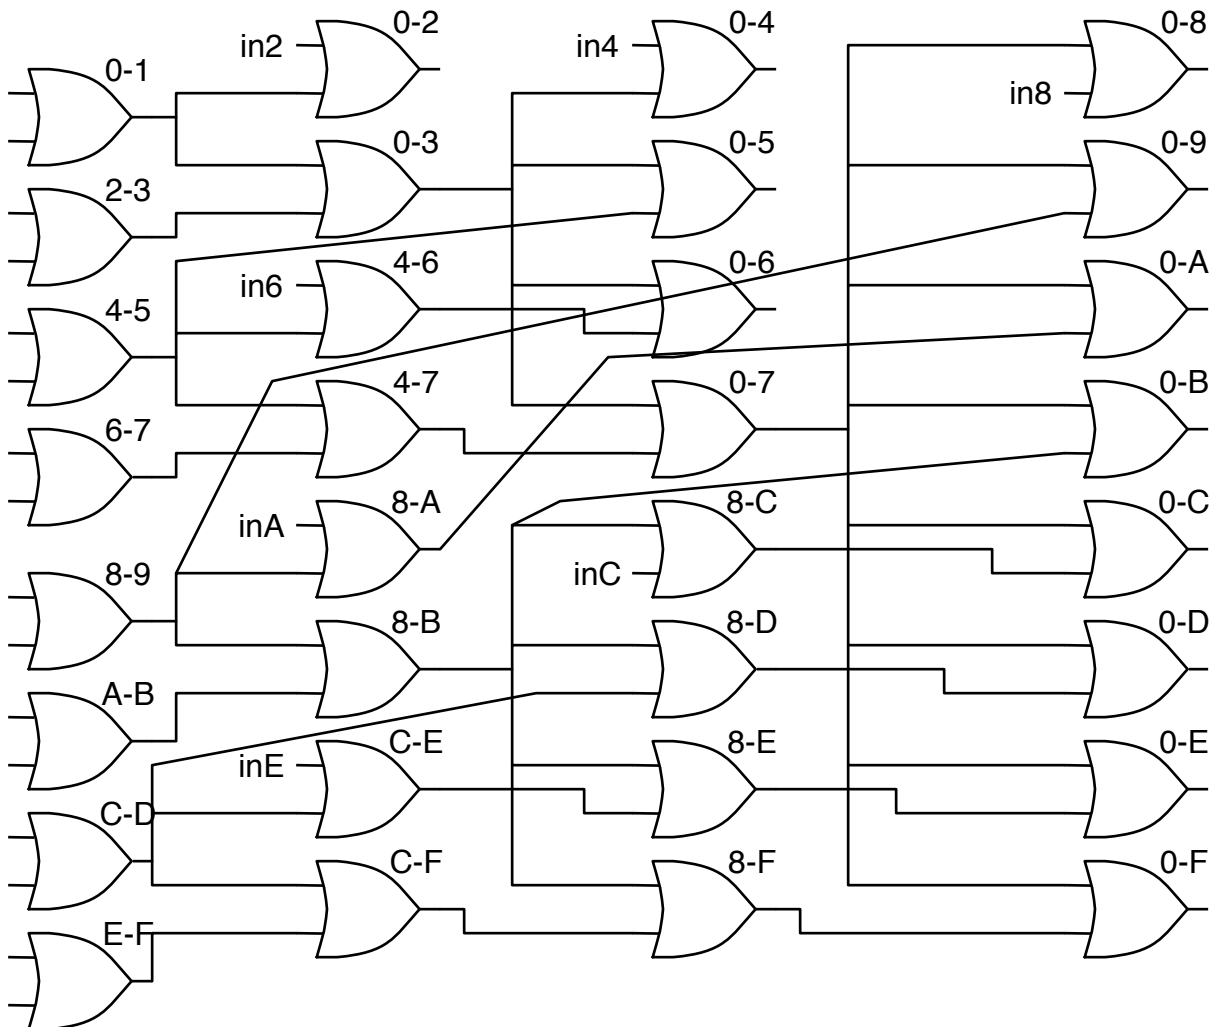 0-2
0-4
0-8
in2
in4
0-1
in8
0-3
0-5
0-9
2-3
4-6
0-6
0-A
in6
4-5
4-7
0-7
0-B
6-7
8-A
8-C
0-C
inA
8-9
inC
8-B
8-D
0-D
A-B
C-E
8-E
0-E
inE
C-D
C-F
8-F
0-F
E-F